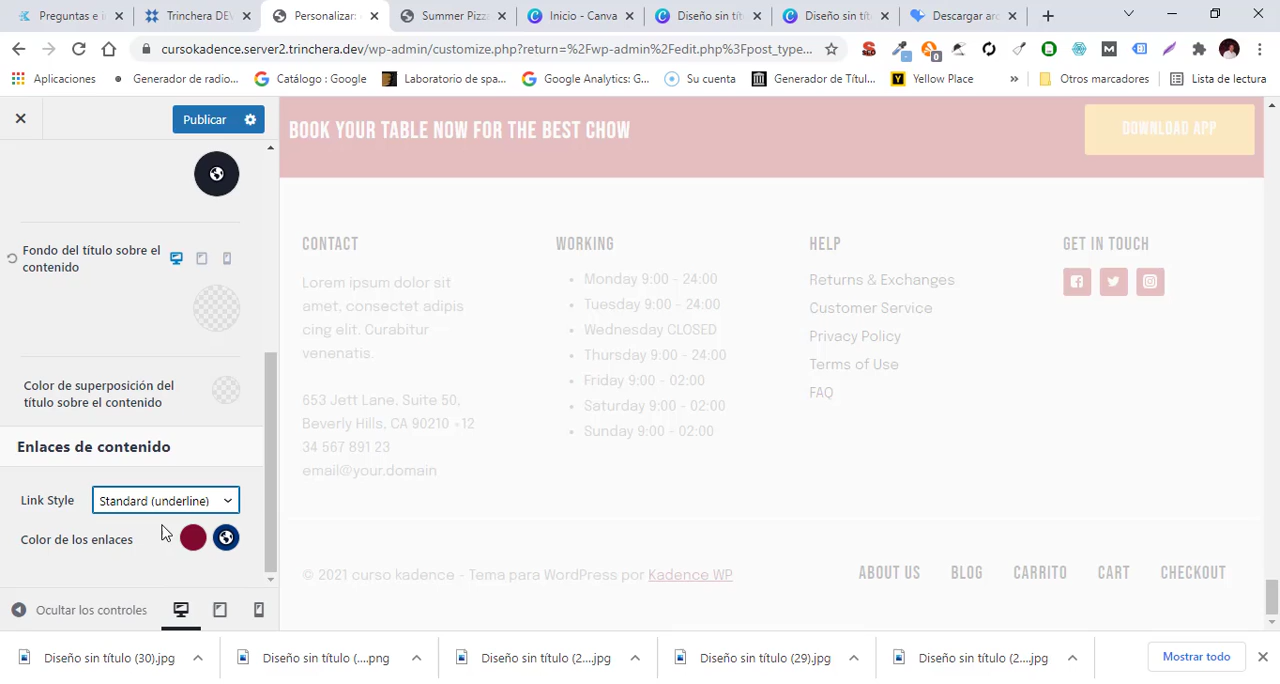 Preguntas e i
Trinchera DE
Personalizar:
Summer Pizza
Inicio - Canva
Diseño sin tít
Diseño sin tít
Descargar arc
cursokadence.server2.trinchera.dev/wp-admin/customize.php?return=%2Fwp-admin%2Fedit.php%3Fpost_type...
Aplicaciones
Generador de radio...
Catálogo : Google
Laboratorio de spa...
Google Analytics: G...
Su cuenta
Generador de Títul...
Yellow Place
»
Otros marcadores
Lista de lectura
Publicar
Fondo del título sobre el
contenido
Color de superposición del
título sobre el contenido
Enlaces de contenido
Link Style
Standard (underline)
Color de los enlaces
Ocultar los controles
BOOK YOUR TABLE NOW FOR THE BEST CHOW
DOWNLOAD APP
CONTACT
Lorem ipsum dolor sit
amet, consectet adipis
cing elit. Curabitur
venenatis.
653 Jett Lane, Suite 50,
Beverly Hills, CA 90210 +12
34 567 891 23
email@your.domain
WORKING
Monday 9:00 - 24:00
Tuesday 9:00 - 24:00
Wednesday CLOSED
Thursday 9:00 - 24:00
Friday 9:00 - 02:00
Saturday 9:00 - 02:00
Sunday 9:00 - 02:00
HELP
Returns & Exchanges
Customer Service
Privacy Policy
Terms of Use
FAQ
GET IN TOUCH
© 2021 curso kadence - Tema para WordPress por Kadence WP
ABOUT US
BLOG
CARRITO
CART
CHECKOUT
Diseño sin título (30).jpg
Diseño sin título (....png
Diseño sin título (2....jpg
Diseño sin título (29).jpg
Diseño sin título (2....jpg
Mostrar todo